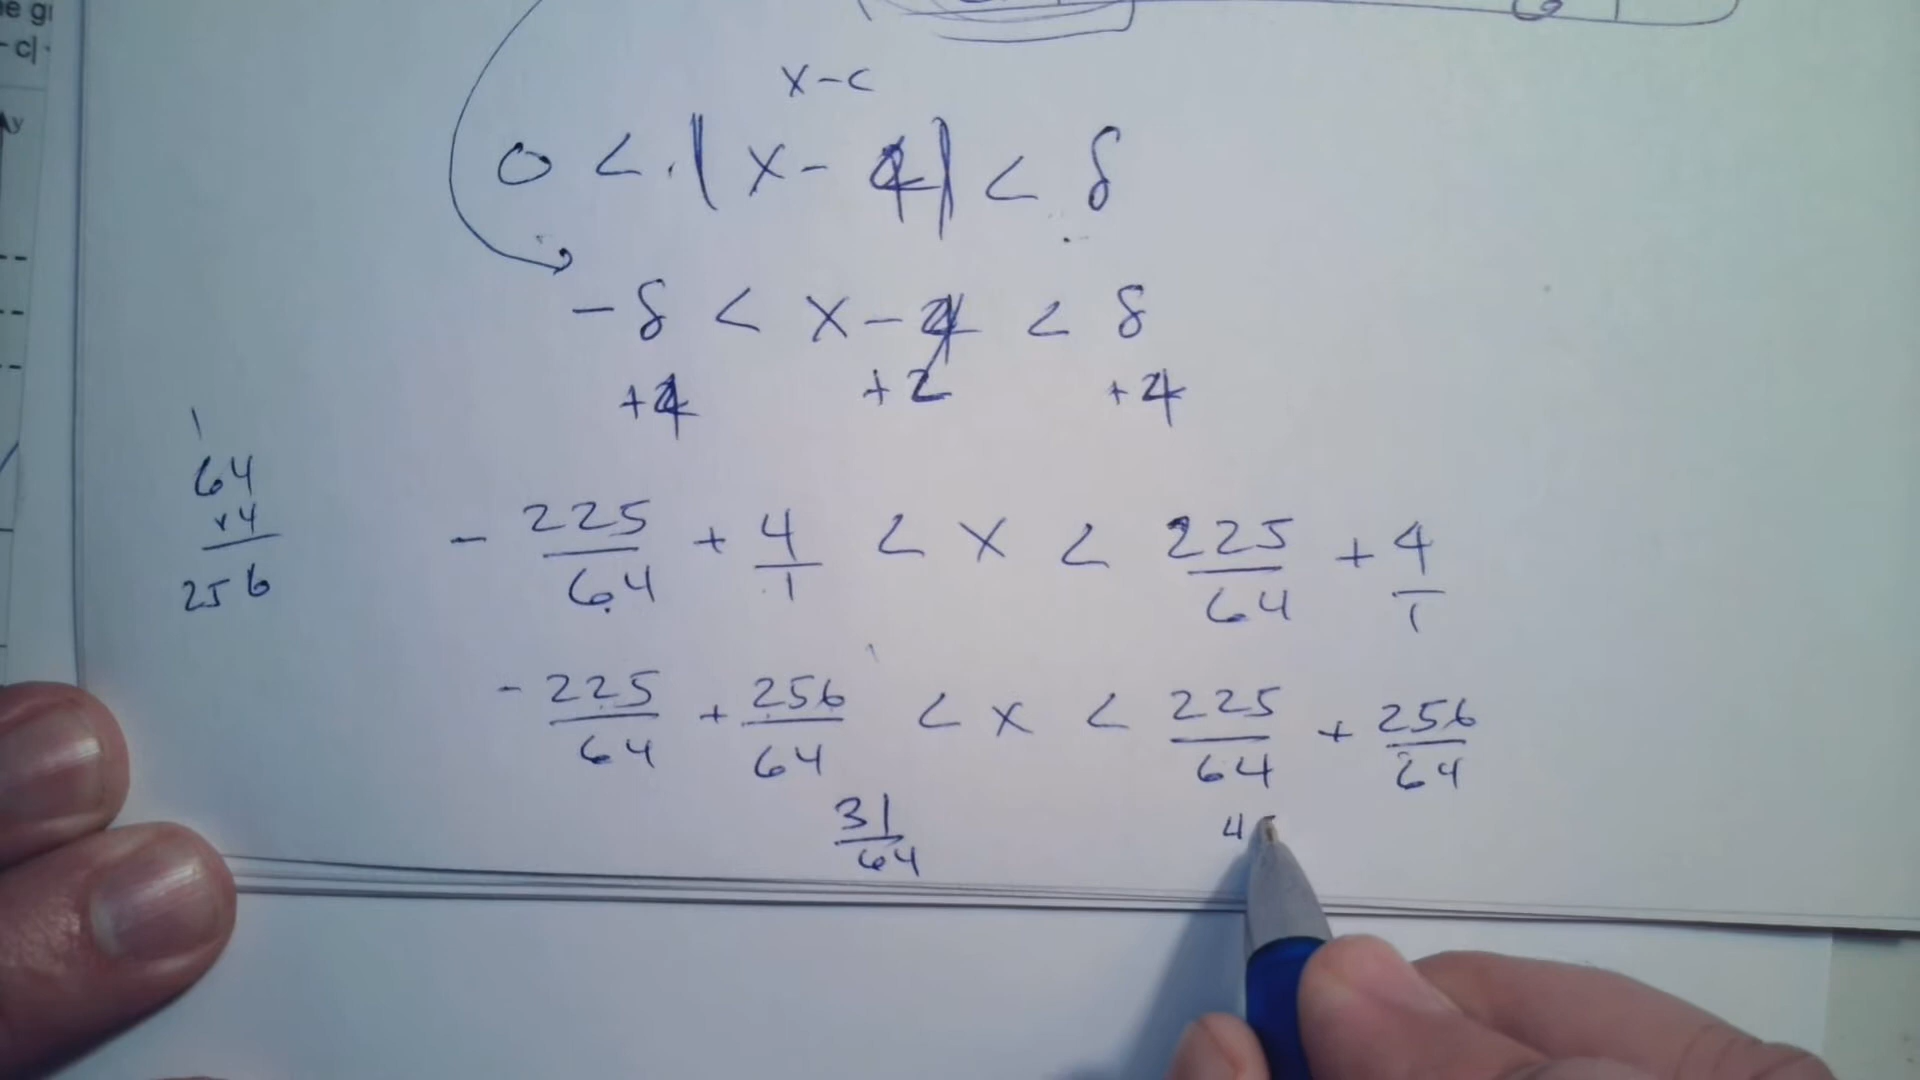 x-c
0 < |x - 4| < δ
-δ < x - 4 < δ
+4 +2 +4
64
x4
256
- 225/64 + 4/1 < x < 225/64 + 4/1
- 225/64 + 256/64 < x < 225/64 + 256/64
31/64 4
- c|
y